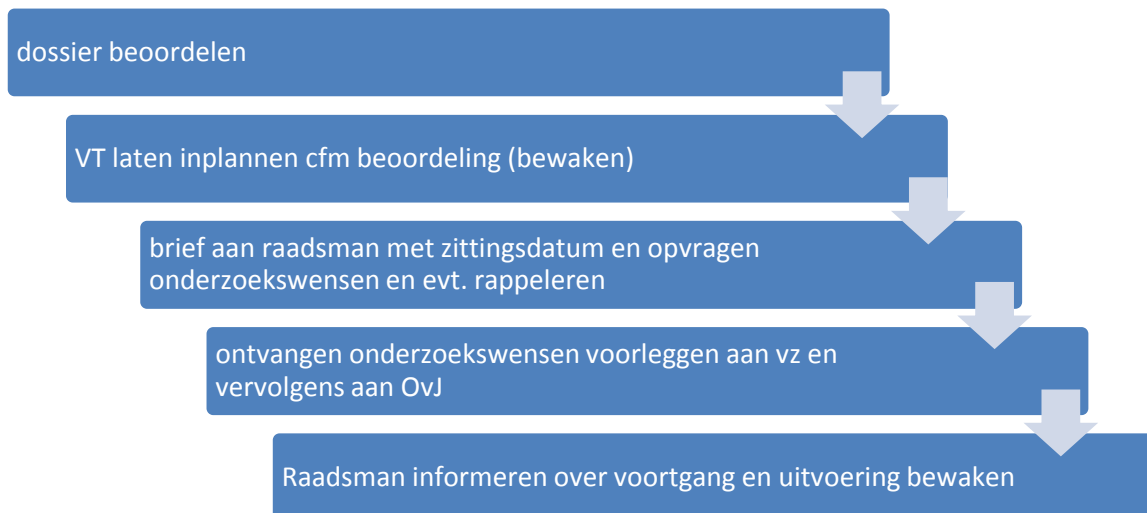 dossier beoordelen
VT laten inplannen cfm beoordeling (bewaken)
brief aan raadsman met zittingsdatum en opvragen
onderzoekswensen en evt. rappeleren
ontvangen onderzoekswensen voorleggen aan vz en
vervolgens aan OvJ
Raadsman informeren over voortgang en uitvoering bewaken